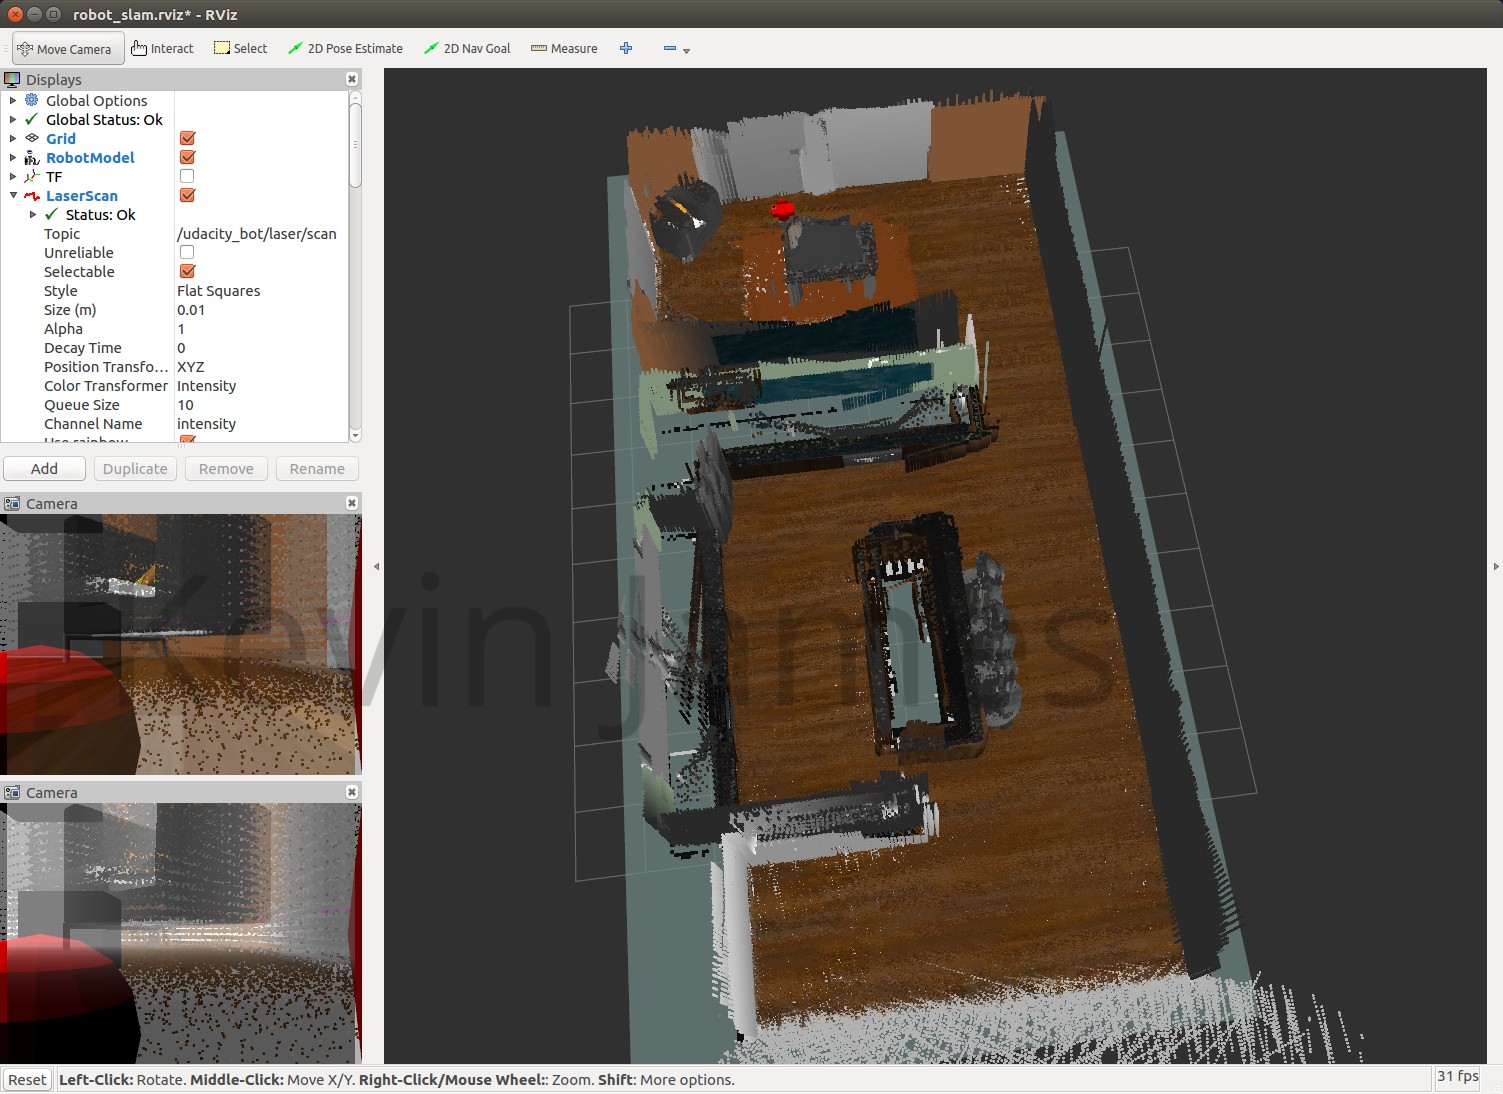 robot_slam.rviz* - RViz
Move Camera Interact Select 2D Pose Estimate 2D Nav Goal Measure
Displays
Global Options
Global Status: Ok
Grid
RobotModel
TF
LaserScan
Status: Ok
Topic /udacity_bot/laser/scan
Unreliable
Selectable
Style Flat Squares
Size (m) 0.01
Alpha 1
Decay Time 0
Position Transfo... XYZ
Color Transformer Intensity
Queue Size 10
Channel Name intensity
Use rainbow
Add Duplicate Remove Rename
Camera
Kevin James
Camera
Reset Left-Click: Rotate. Middle-Click: Move X/Y. Right-Click/Mouse Wheel:: Zoom. Shift: More options. 31 fps